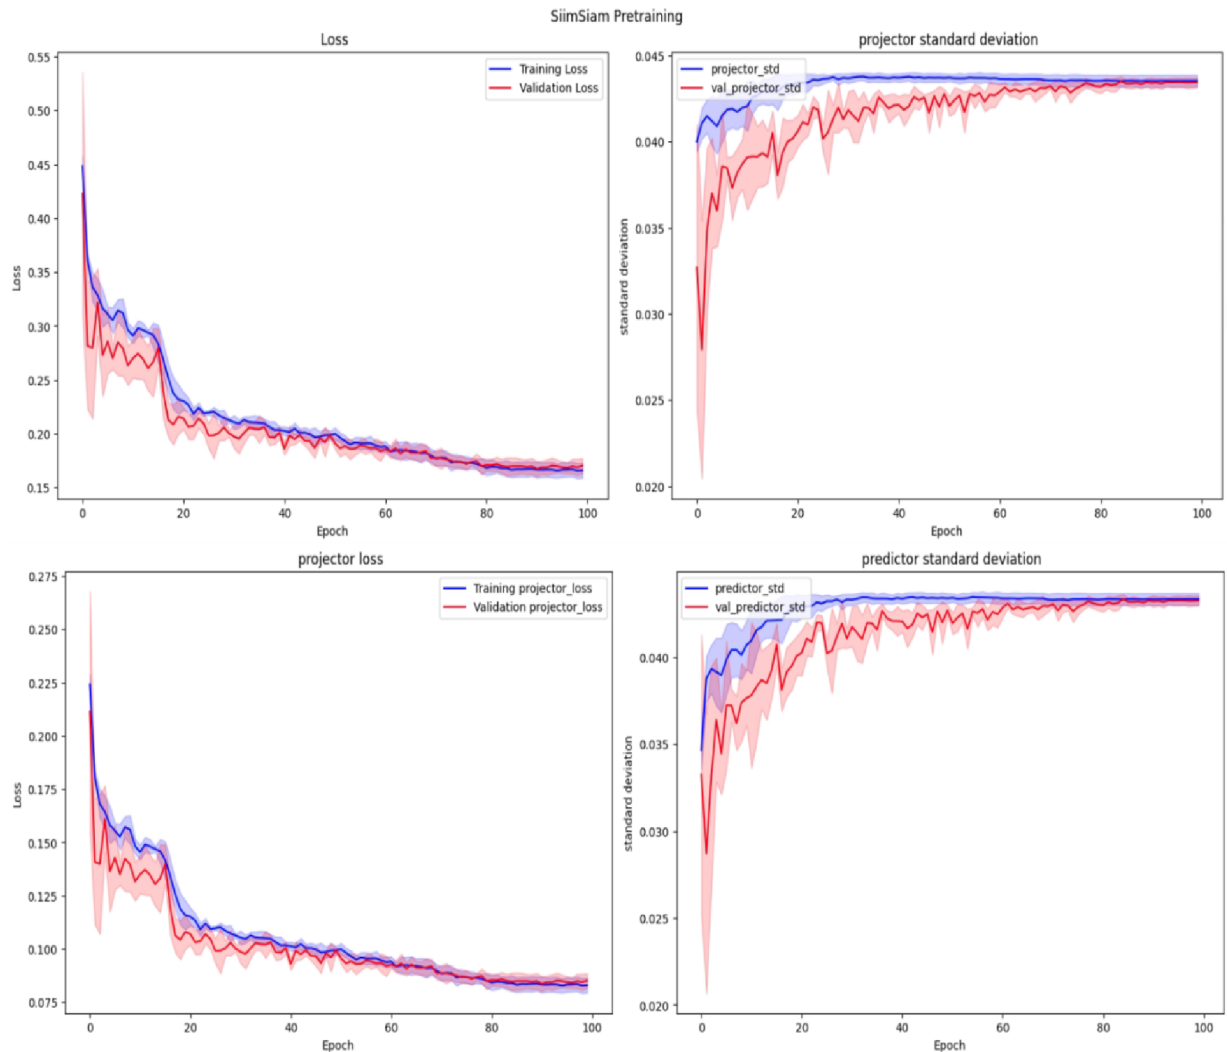 SiimSiam Pretraining
Loss
Training Loss
Validation Loss
0.55
0.50
0.45
0.40
0.35
0.30
0.25
0.20
0.15
Loss
0 20 40 60 80 100
Epoch
projector standard deviation
projector_std
val_projector_std
0.045
0.040
0.035
0.030
0.025
0.020
standard deviation
0 20 40 60 80 100
Epoch
projector loss
Training projector_loss
Validation projector_loss
0.275
0.250
0.225
0.200
0.175
0.150
0.125
0.100
0.075
Loss
0 20 40 60 80 100
Epoch
predictor standard deviation
predictor_std
val_predictor_std
0.040
0.035
0.030
0.025
0.020
standard deviation
0 20 40 60 80 100
Epoch